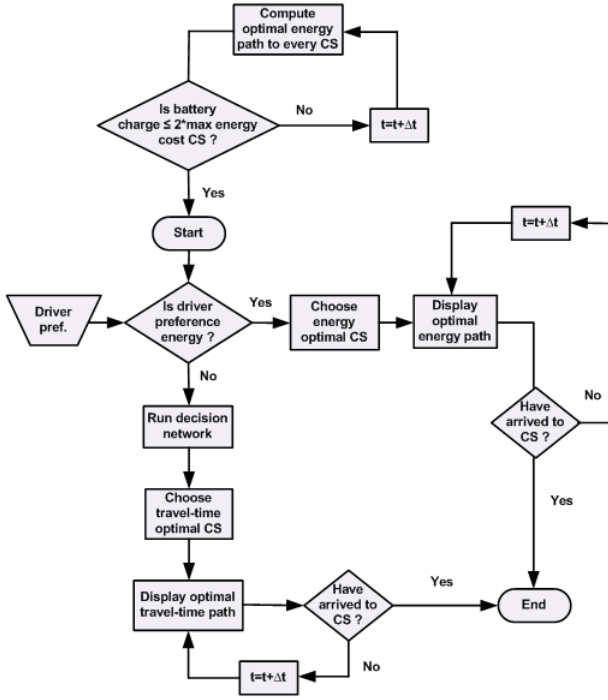 Compute
optimal energy
path to every CS
Is battery
charge ≤ 2*max energy
cost CS ?
No
t=t+Δt
Yes
Start
t=t+Δt
Driver
pref.
Is driver
preference
energy ?
Yes
Choose
energy
optimal CS
Display
optimal
energy path
No
Run decision
network
Have
arrived to
CS ?
No
Choose
travel-time
optimal CS
Yes
Display optimal
travel-time path
Have
arrived to
CS ?
Yes
End
No
t=t+Δt